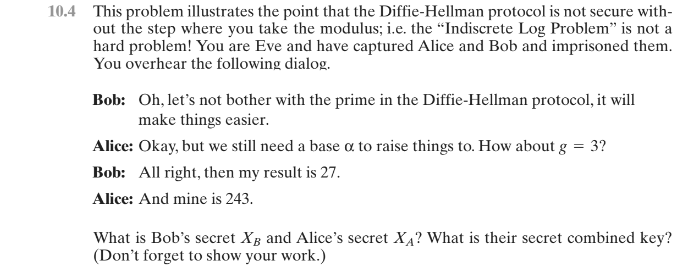 10.4 This problem illustrates the point that the Diffie-Hellman protocol is not secure with-
out the step where you take the modulus; i.e. the “Indiscrete Log Problem” is not a
hard problem! You are Eve and have captured Alice and Bob and imprisoned them.
You overhear the following dialog.
Bob: Oh, let’s not bother with the prime in the Diffie-Hellman protocol, it will
make things easier.
Alice: Okay, but we still need a base α to raise things to. How about g = 3?
Bob: All right, then my result is 27.
Alice: And mine is 243.
What is Bob’s secret X_B and Alice’s secret X_A? What is their secret combined key?
(Don’t forget to show your work.)